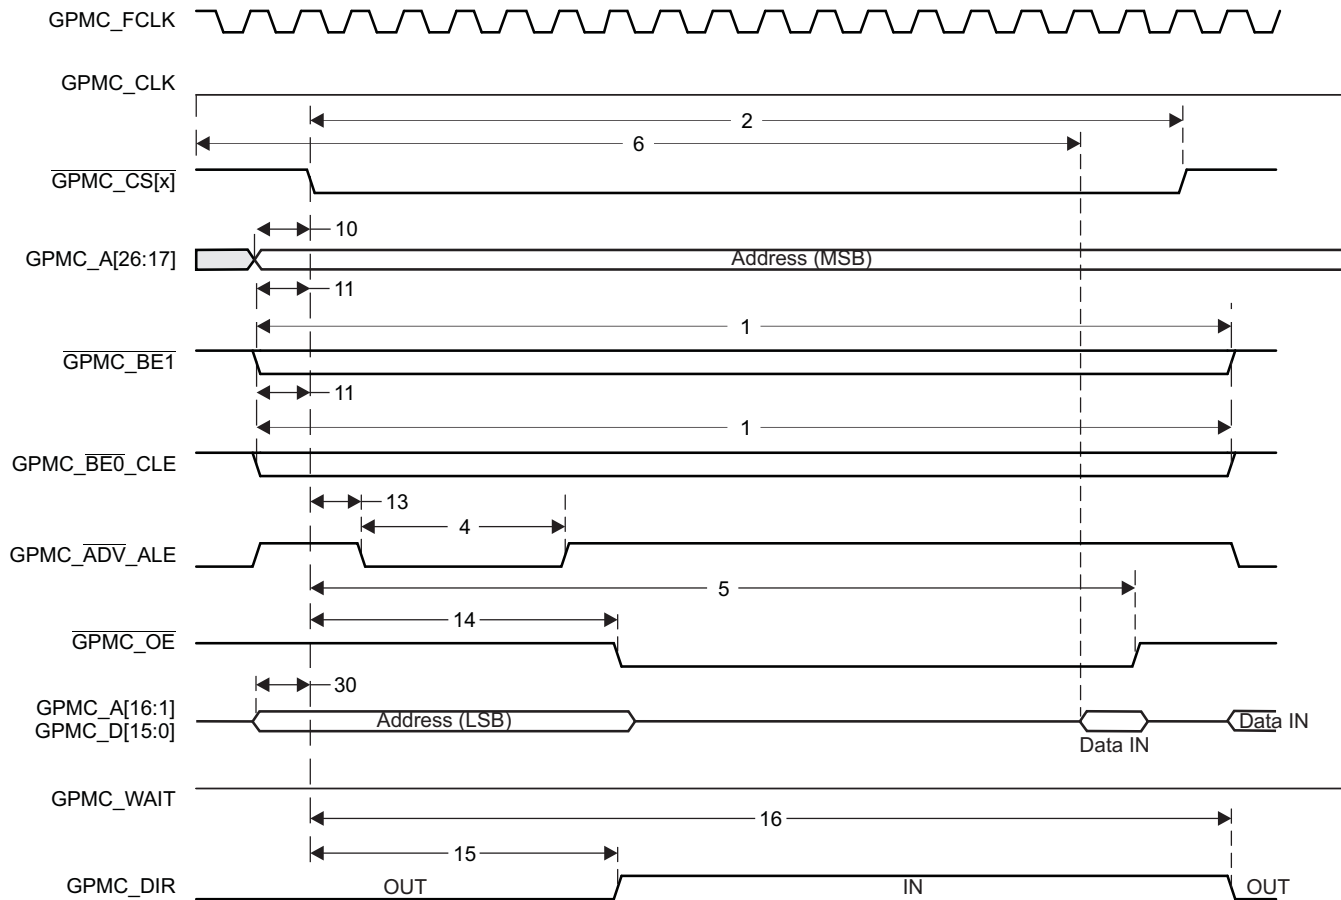 GPMC_FCLK
GPMC_CLK
2
6
GPMC_CS[x]
10
GPMC_A[26:17]
Address (MSB)
11
1
GPMC_BE1
11
1
GPMC_BE0_CLE
13
4
GPMC_ADV_ALE
5
14
GPMC_OE
30
GPMC_A[16:1]
GPMC_D[15:0]
Address (LSB)
Data IN
Data IN
GPMC_WAIT
16
15
GPMC_DIR
OUT
IN
OUT